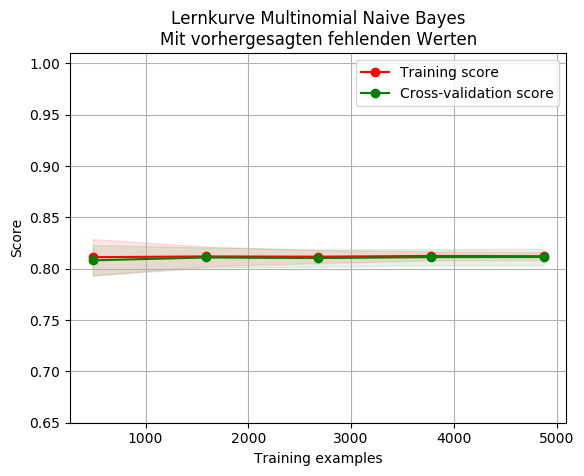 Lernkurve Multinomial Naive Bayes
Mit vorhergesagten fehlenden Werten
Training score
Cross-validation score
Score
1.00
0.95
0.90
0.85
0.80
0.75
0.70
0.65
1000
2000
3000
4000
5000
Training examples